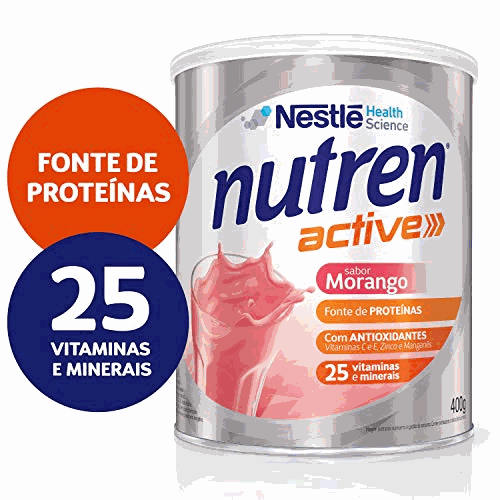 FONTE DE
PROTEÍNAS
25
VITAMINAS
E MINERAIS
Nestlé Health
Science
nutren
active
sabor
Morango
Fonte de PROTEÍNAS
Com ANTIOXIDANTES
Vitaminas C e E, Zinco e Manganês
25 vitaminas
e minerais
400g